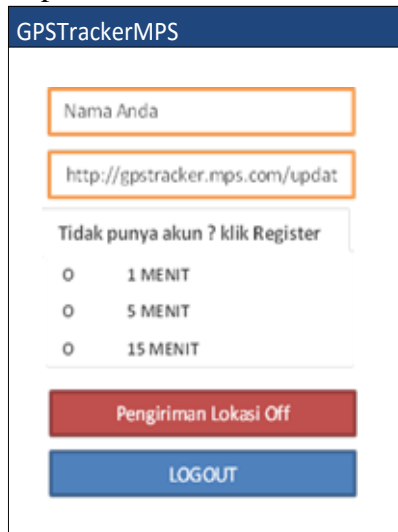 GPSTrackerMPS
Nama Anda
http://gpstracker.mps.com/updat
Tidak punya akun ? klik Register
O 1 MENIT
O 5 MENIT
O 15 MENIT
Pengiriman Lokasi Off
LOGOUT